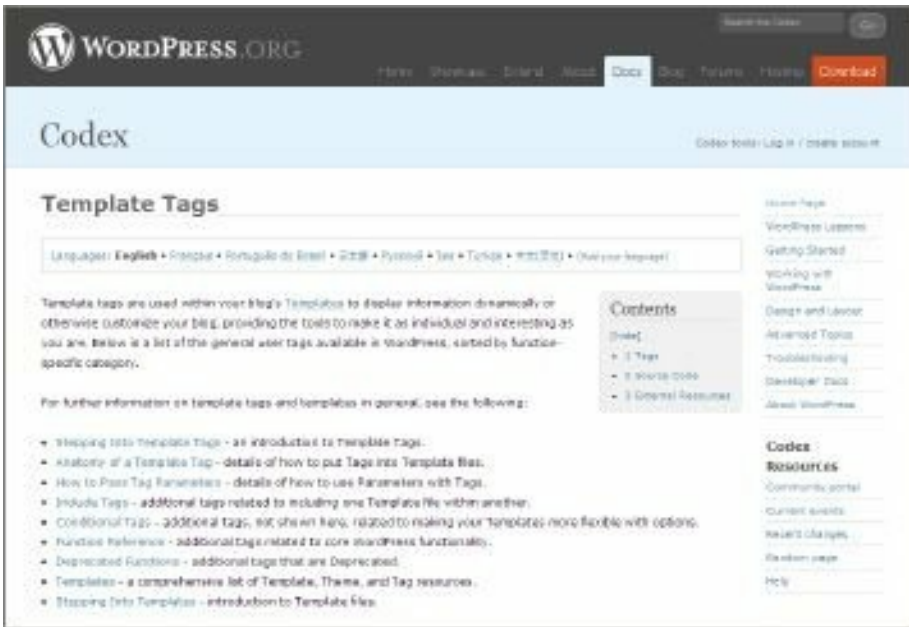 Search the Codex
Go
WORDPRESS.ORG
Home Showcase Extend About Docs Blog Forums Hosting Download
Codex
Codex tools: Log in / create account
Template Tags
Languages: English • Français • Português do Brasil • 日本語 • Русский • • Türkçe • • (Add your language)
Template tags are used within your blog's Templates to display information dynamically or
otherwise customize your blog, providing the tools to make it as individual and interesting as
you are. Below is a list of the general user tags available in WordPress, sorted by function-
specific category.
For further information on template tags and templates in general, see the following:
Contents
[hide]
• 1 Tags
• 2 Source Code
• 3 External Resources
• Stepping Into Template Tags - an introduction to Template Tags.
• Anatomy of a Template Tag - details of how to put Tags into Template files.
• How to Pass Tag Parameters - details of how to use Parameters with Tags.
• Include Tags - additional tags related to including one Template file within another.
• Conditional Tags - additional tags, not shown here, related to making your Templates more flexible with options.
• Function Reference - additional tags related to core WordPress functionality.
• Deprecated Functions - additional tags that are Deprecated.
• Templates - a comprehensive list of Template, Theme, and Tag resources.
• Stepping Into Templates - introduction to Template files.
Home Page
WordPress Lessons
Getting Started
Working with
WordPress
Design and Layout
Advanced Topics
Troubleshooting
Developer Docs
About WordPress
Codex
Resources
Community portal
Current events
Recent changes
Random page
Help